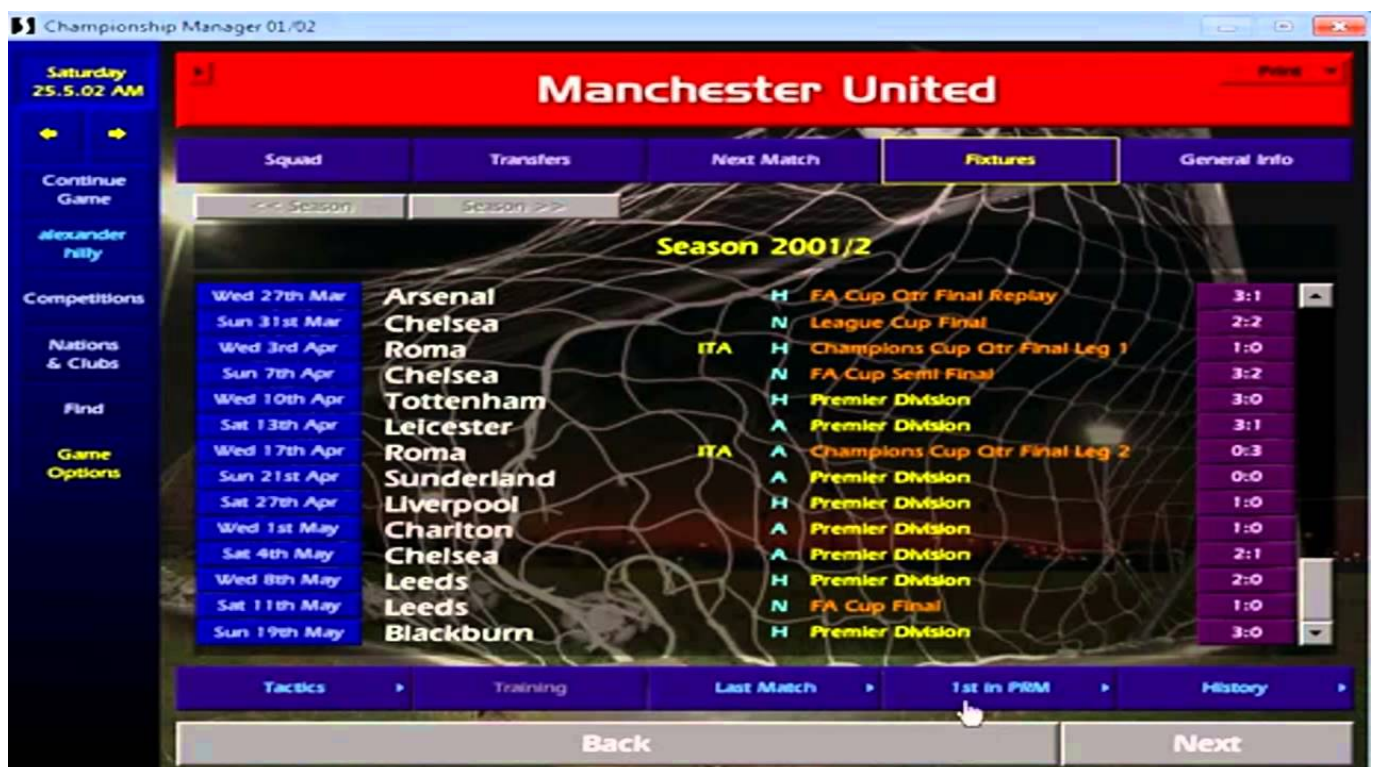 Championship Manager 01/02
Saturday
25.5.02 AM
Continue
Game
alexander
hilly
Competitions
Nations
& Clubs
Find
Game
Options
Manchester United
Print
Squad Transfers Next Match Fixtures General Info
<< Season Season >>
Season 2001/2
Wed 27th Mar Arsenal H FA Cup Qtr Final Replay 3:1
Sun 31st Mar Chelsea N League Cup Final 2:2
Wed 3rd Apr Roma ITA H Champions Cup Qtr Final Leg 1 1:0
Sun 7th Apr Chelsea N FA Cup Semi Final 3:2
Wed 10th Apr Tottenham H Premier Division 3:0
Sat 13th Apr Leicester A Premier Division 3:1
Wed 17th Apr Roma ITA A Champions Cup Qtr Final Leg 2 0:3
Sun 21st Apr Sunderland A Premier Division 0:0
Sat 27th Apr Liverpool H Premier Division 1:0
Wed 1st May Charlton A Premier Division 1:0
Sat 4th May Chelsea A Premier Division 2:1
Wed 8th May Leeds H Premier Division 2:0
Sat 11th May Leeds N FA Cup Final 1:0
Sun 19th May Blackburn H Premier Division 3:0
Tactics Training Last Match 1st in PRM History
Back Next